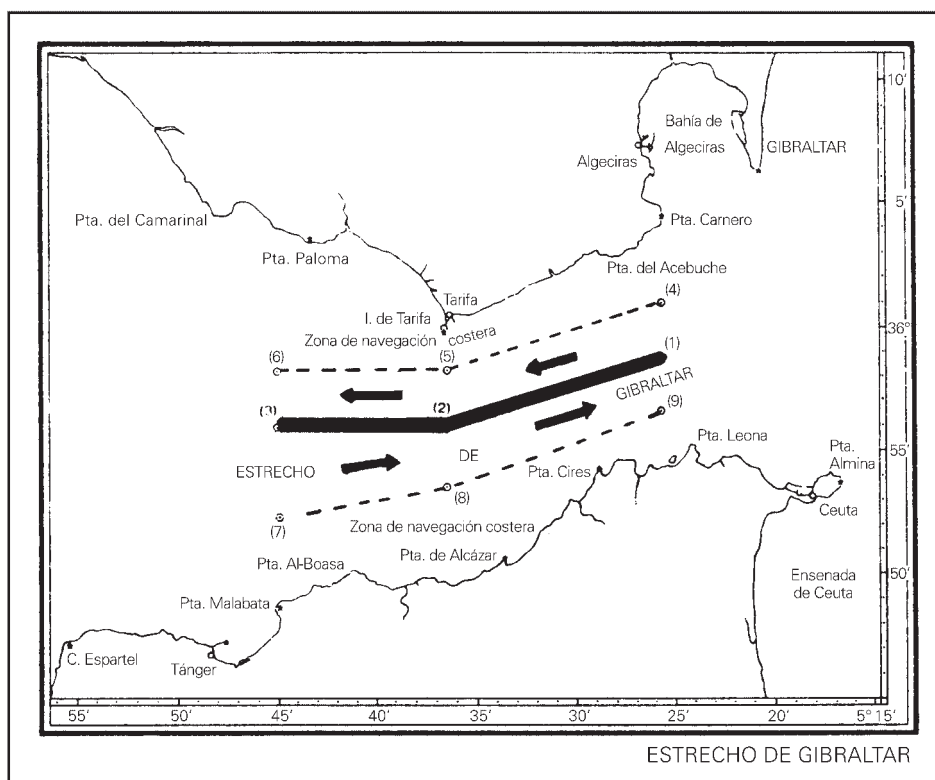 10′
Bahía de
Algeciras
GIBRALTAR
Algeciras
5′
Pta. del Camarinal
Pta. Carnero
Pta. Paloma
Pta. del Acebuche
(4)
Tarifa
I. de Tarifa
36°
Zona de navegación costera
(6)
(5)
(1)
GIBRALTAR
(3)
(2)
(9)
ESTRECHO
DE
Pta. Leona
55′
Pta. Cires
Pta. Almina
(8)
Ceuta
(7)
Zona de navegación costera
Pta. Al-Boasa
Pta. de Alcázar
50′
Ensenada
de Ceuta
Pta. Malabata
C. Espartel
Tánger
55′ 50′ 45′ 40′ 35′ 30′ 25′ 20′ 5° 15′
ESTRECHO DE GIBRALTAR